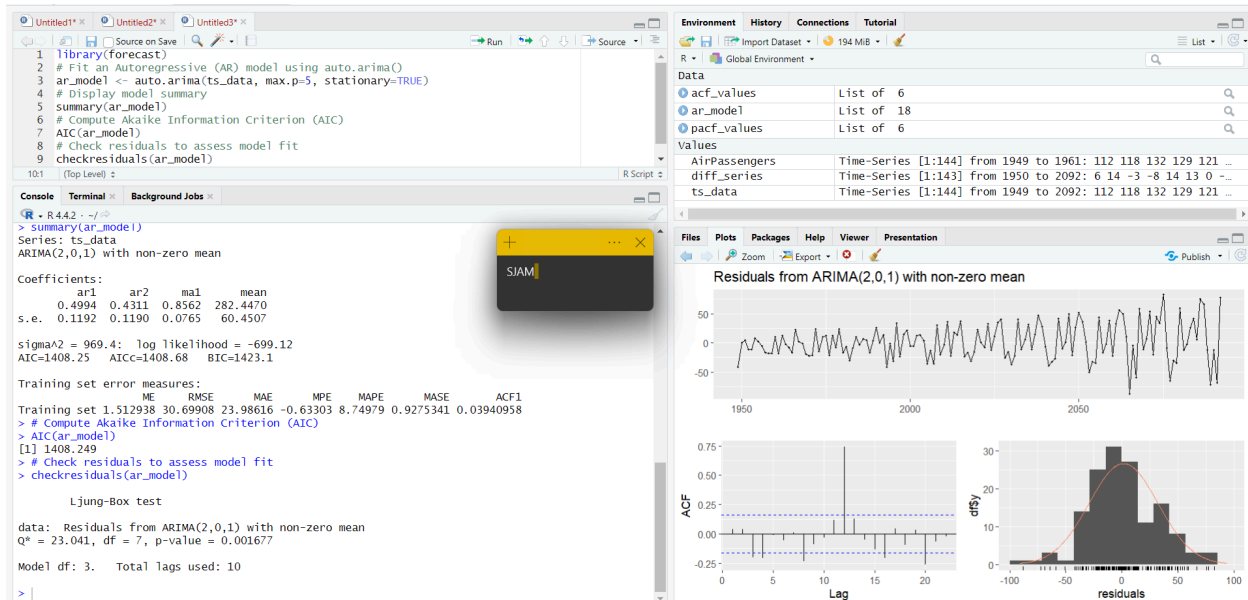 Untitled1* Untitled2* Untitled3*
Source on Save Run Source
1 library(forecast)
2 # Fit an Autoregressive (AR) model using auto.arima()
3 ar_model <- auto.arima(ts_data, max.p=5, stationary=TRUE)
4 # Display model summary
5 summary(ar_model)
6 # Compute Akaike Information Criterion (AIC)
7 AIC(ar_model)
8 # Check residuals to assess model fit
9 checkresiduals(ar_model)
10:1 (Top Level) R Script
Console Terminal Background Jobs
R 4.4.2 · ~/
> summary(ar_model)
Series: ts_data
ARIMA(2,0,1) with non-zero mean
Coefficients:
ar1 ar2 ma1 mean
0.4994 0.4311 0.8562 282.4470
s.e. 0.1192 0.1190 0.0765 60.4507
sigma^2 = 969.4: log likelihood = -699.12
AIC=1408.25 AICc=1408.68 BIC=1423.1
Training set error measures:
ME RMSE MAE MPE MAPE MASE ACF1
Training set 1.512938 30.69908 23.98616 -0.63303 8.74979 0.9275341 0.03940958
> # Compute Akaike Information Criterion (AIC)
> AIC(ar_model)
[1] 1408.249
> # Check residuals to assess model fit
> checkresiduals(ar_model)
Ljung-Box test
data: Residuals from ARIMA(2,0,1) with non-zero mean
Q* = 23.041, df = 7, p-value = 0.001677
Model df: 3. Total lags used: 10
>
SJAM
Environment History Connections Tutorial
Import Dataset 194 MiB List
R Global Environment
Data
acf_values List of 6
ar_model List of 18
pacf_values List of 6
Values
AirPassengers Time-Series [1:144] from 1949 to 1961: 112 118 132 129 121 …
diff_series Time-Series [1:143] from 1950 to 2092: 6 14 -3 -8 14 13 0 -…
ts_data Time-Series [1:144] from 1949 to 2092: 112 118 132 129 121 …
Files Plots Packages Help Viewer Presentation
Zoom Export Publish
Residuals from ARIMA(2,0,1) with non-zero mean
50
0
-50
1950 2000 2050
0.75
0.50
0.25
0.00
-0.25
ACF
0 5 10 15 20
Lag
30
20
10
0
df$y
-100 -50 0 50 100
residuals